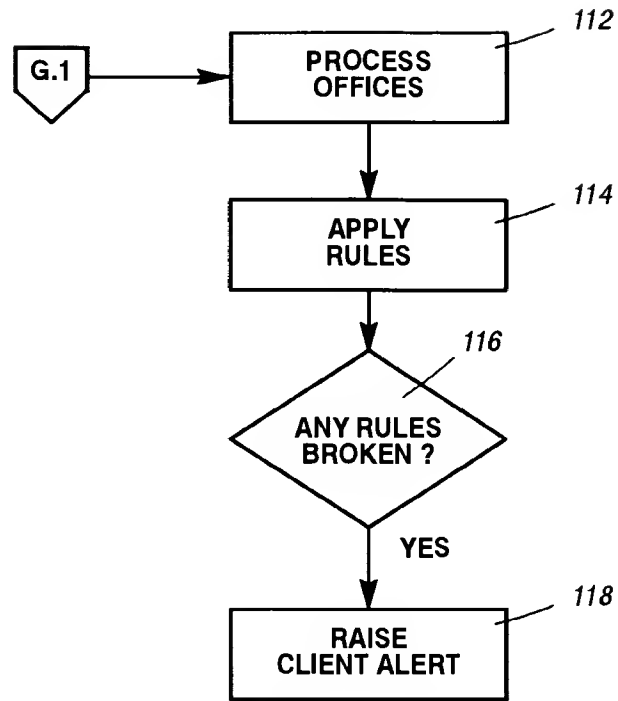 112
G.1
PROCESS
OFFICES
114
APPLY
RULES
116
ANY RULES
BROKEN ?
YES
118
RAISE
CLIENT ALERT